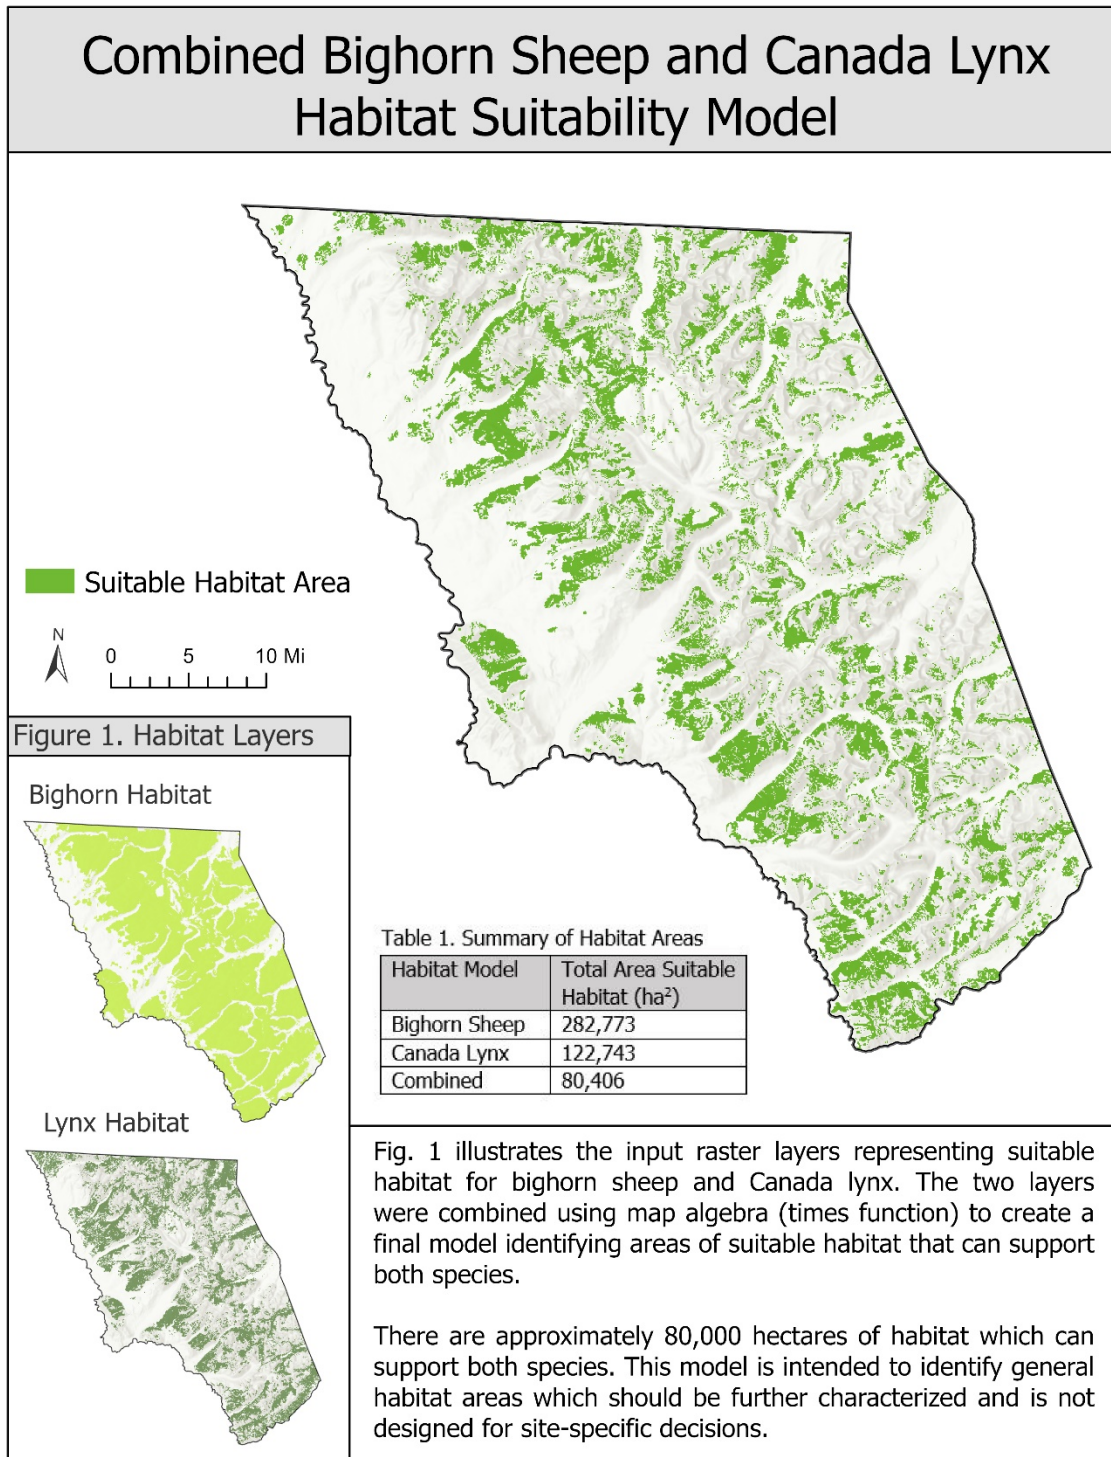 Combined Bighorn Sheep and Canada Lynx
Habitat Suitability Model
Suitable Habitat Area
N
0 5 10 Mi
Figure 1. Habitat Layers
Bighorn Habitat
Lynx Habitat
Table 1. Summary of Habitat Areas
Habitat Model Total Area Suitable
Habitat (ha²)
Bighorn Sheep 282,773
Canada Lynx 122,743
Combined 80,406
Fig. 1 illustrates the input raster layers representing suitable
habitat for bighorn sheep and Canada lynx. The two layers
were combined using map algebra (times function) to create a
final model identifying areas of suitable habitat that can support
both species.
There are approximately 80,000 hectares of habitat which can
support both species. This model is intended to identify general
habitat areas which should be further characterized and is not
designed for site-specific decisions.